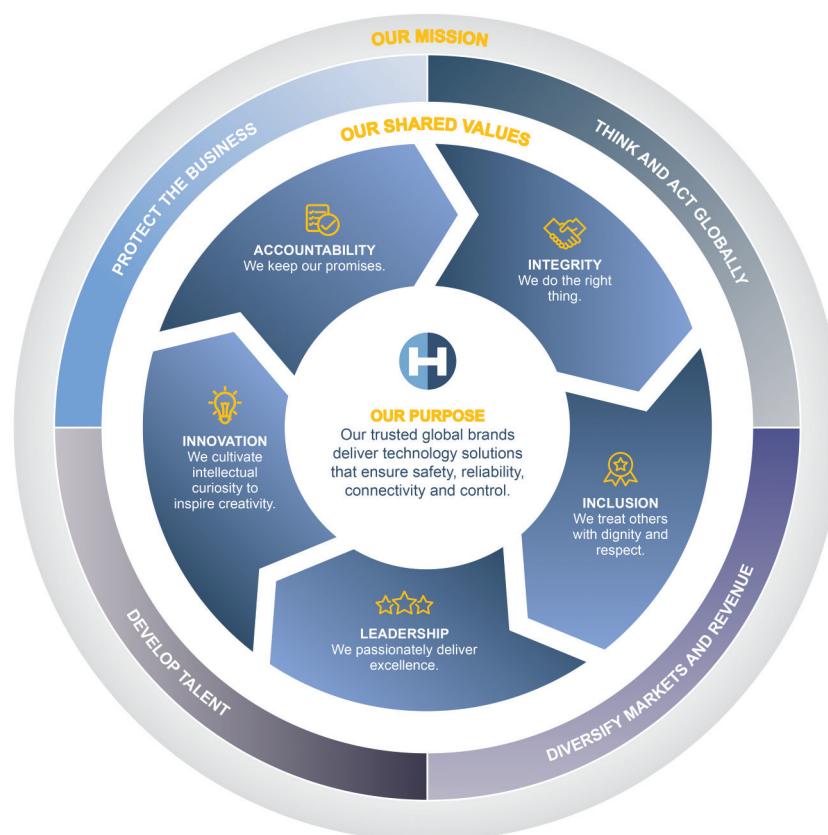 OUR MISSION
PROTECT THE BUSINESS
THINK AND ACT GLOBALLY
DIVERSIFY MARKETS AND REVENUE
DEVELOP TALENT
OUR SHARED VALUES
ACCOUNTABILITY
We keep our promises.
INTEGRITY
We do the right
thing.
INCLUSION
We treat others
with dignity and
respect.
LEADERSHIP
We passionately deliver
excellence.
INNOVATION
We cultivate
intellectual
curiosity to
inspire creativity.
H
OUR PURPOSE
Our trusted global brands
deliver technology solutions
that ensure safety, reliability,
connectivity and control.